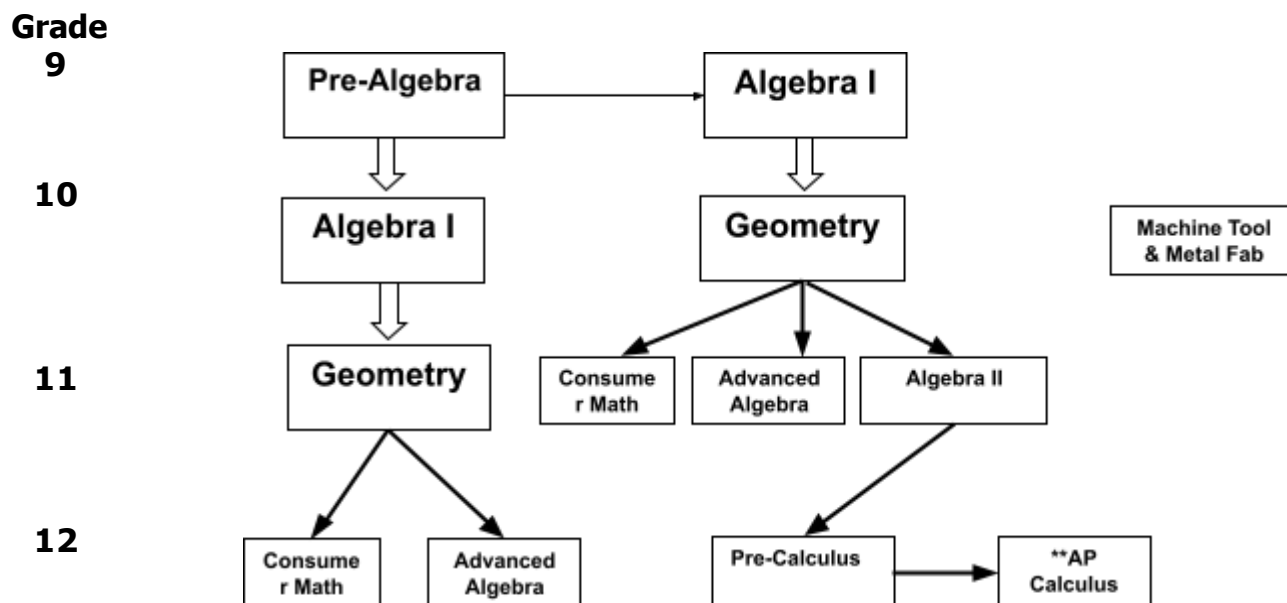 Grade
9
Pre-Algebra
Algebra I
10
Algebra I
Geometry
Machine Tool
& Metal Fab
11
Geometry
Consume
r Math
Advanced
Algebra
Algebra II
12
Consume
r Math
Advanced
Algebra
Pre-Calculus
**AP
Calculus